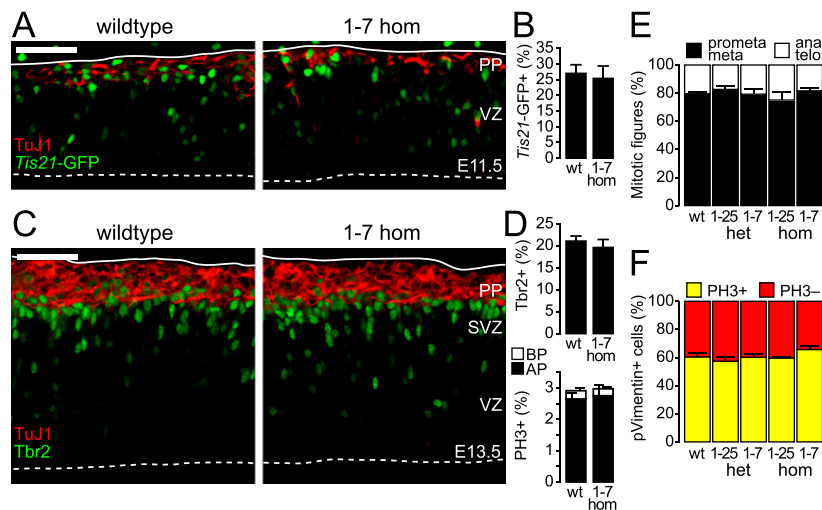 A
wildtype
1-7 hom
PP
VZ
TuJ1
Tis21-GFP
E11.5
B
Tis21-GFP+ (%)
35
30
25
20
15
10
5
0
wt
1-7
hom
C
wildtype
1-7 hom
PP
SVZ
VZ
TuJ1
Tbr2
E13.5
D
Tbr2+ (%)
25
20
15
10
5
0
wt
1-7
hom
BP
AP
PH3+ (%)
3
2
1
0
wt
1-7
hom
E
prometa
meta
ana
telo
Mitotic figures (%)
100
80
60
40
20
0
wt 1-25 1-7 1-25 1-7
het hom
F
PH3+ PH3–
pVimentin+ cells (%)
100
80
60
40
20
0
wt 1-25 1-7 1-25 1-7
het hom